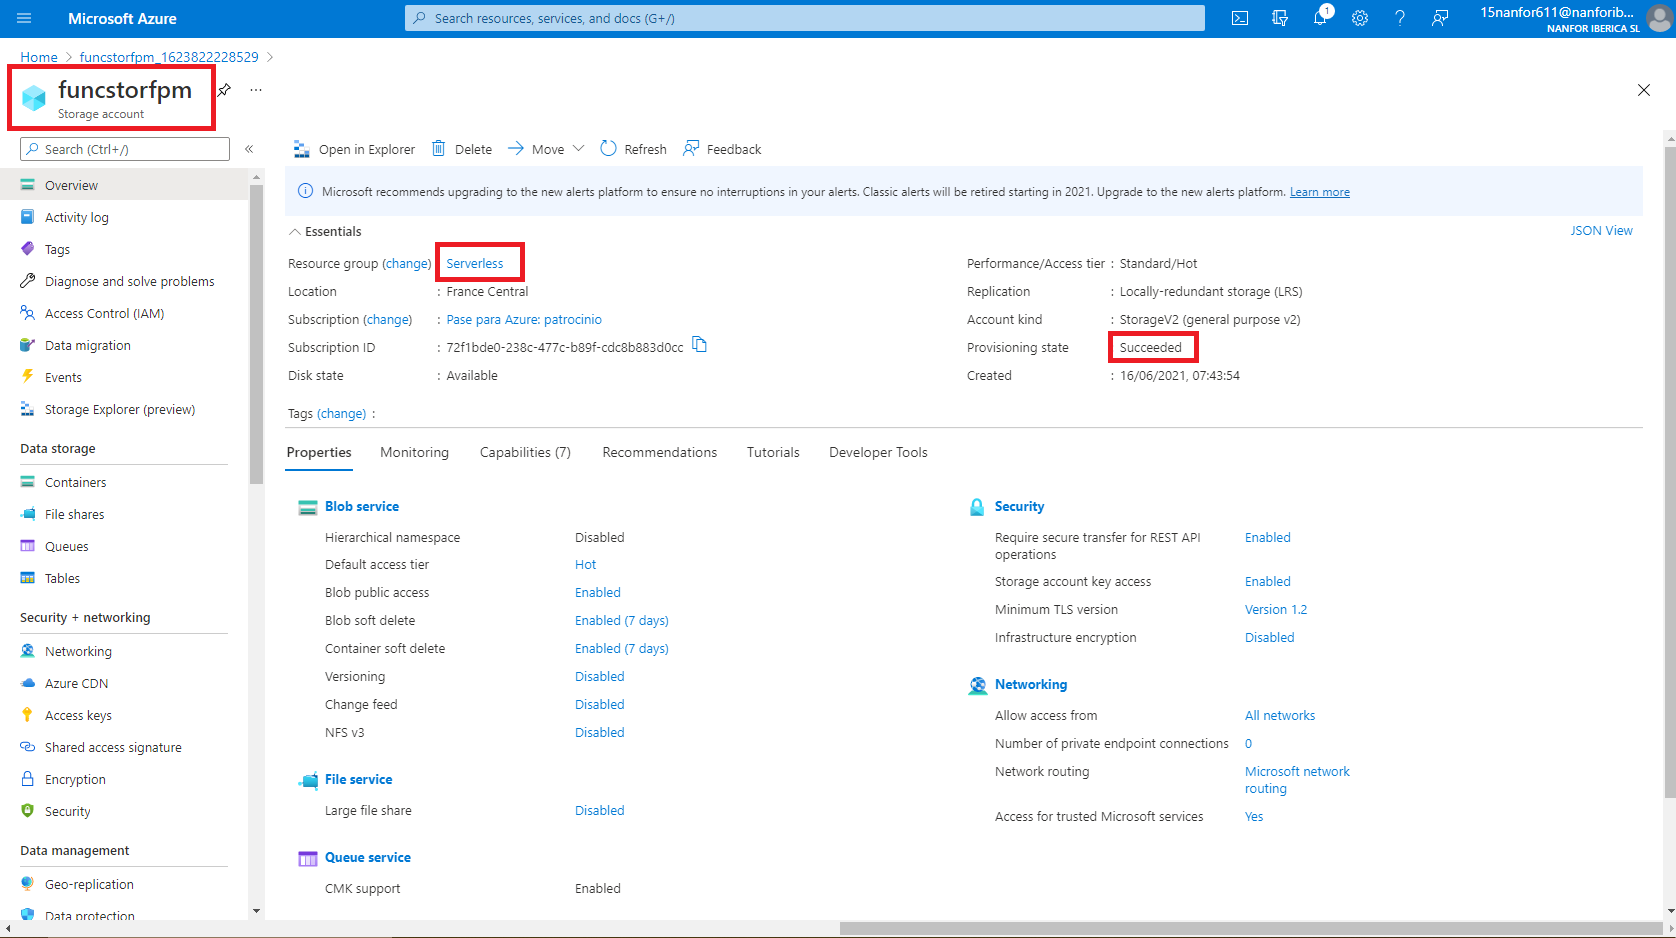 Microsoft Azure
Search resources, services, and docs (G+/)
1
15nanfor611@nanforib...
NANFOR IBERICA SL
Home > funcstorfpm_1623822228529 >
funcstorfpm
...
Storage account
Search (Ctrl+/)
«
Overview
Activity log
Tags
Diagnose and solve problems
Access Control (IAM)
Data migration
Events
Storage Explorer (preview)
Data storage
Containers
File shares
Queues
Tables
Security + networking
Networking
Azure CDN
Access keys
Shared access signature
Encryption
Security
Data management
Geo-replication
Data protection
Open in Explorer Delete Move Refresh Feedback
Microsoft recommends upgrading to the new alerts platform to ensure no interruptions in your alerts. Classic alerts will be retired starting in 2021. Upgrade to the new alerts platform. Learn more
Essentials
JSON View
Resource group (change) Serverless
Location : France Central
Subscription (change) : Pase para Azure: patrocinio
Subscription ID : 72f1bde0-238c-477c-b89f-cdc8b883d0cc
Disk state : Available
Performance/Access tier : Standard/Hot
Replication : Locally-redundant storage (LRS)
Account kind : StorageV2 (general purpose v2)
Provisioning state Succeeded
Created : 16/06/2021, 07:43:54
Tags (change) :
Properties Monitoring Capabilities (7) Recommendations Tutorials Developer Tools
Blob service
Hierarchical namespace Disabled
Default access tier Hot
Blob public access Enabled
Blob soft delete Enabled (7 days)
Container soft delete Enabled (7 days)
Versioning Disabled
Change feed Disabled
NFS v3 Disabled
File service
Large file share Disabled
Queue service
CMK support Enabled
Security
Require secure transfer for REST API Enabled
operations
Storage account key access Enabled
Minimum TLS version Version 1.2
Infrastructure encryption Disabled
Networking
Allow access from All networks
Number of private endpoint connections 0
Network routing Microsoft network
routing
Access for trusted Microsoft services Yes